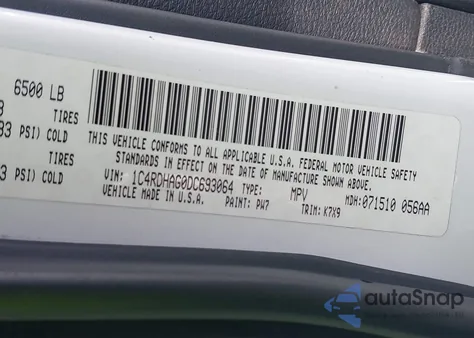 6500 LB
TIRES
PSI) COLD
TIRES
PSI) COLD
THIS VEHICLE CONFORMS TO ALL APPLICABLE U.S.A. FEDERAL MOTOR VEHICLE SAFETY
STANDARDS IN EFFECT ON THE DATE OF MANUFACTURE SHOWN ABOVE.
VIN: 1C4RDHAG0DC693064 TYPE: MPV MDH: 071510 056AA
VEHICLE MADE IN U.S.A. PAINT: PW7 TRIM: K7X9
autoSnap